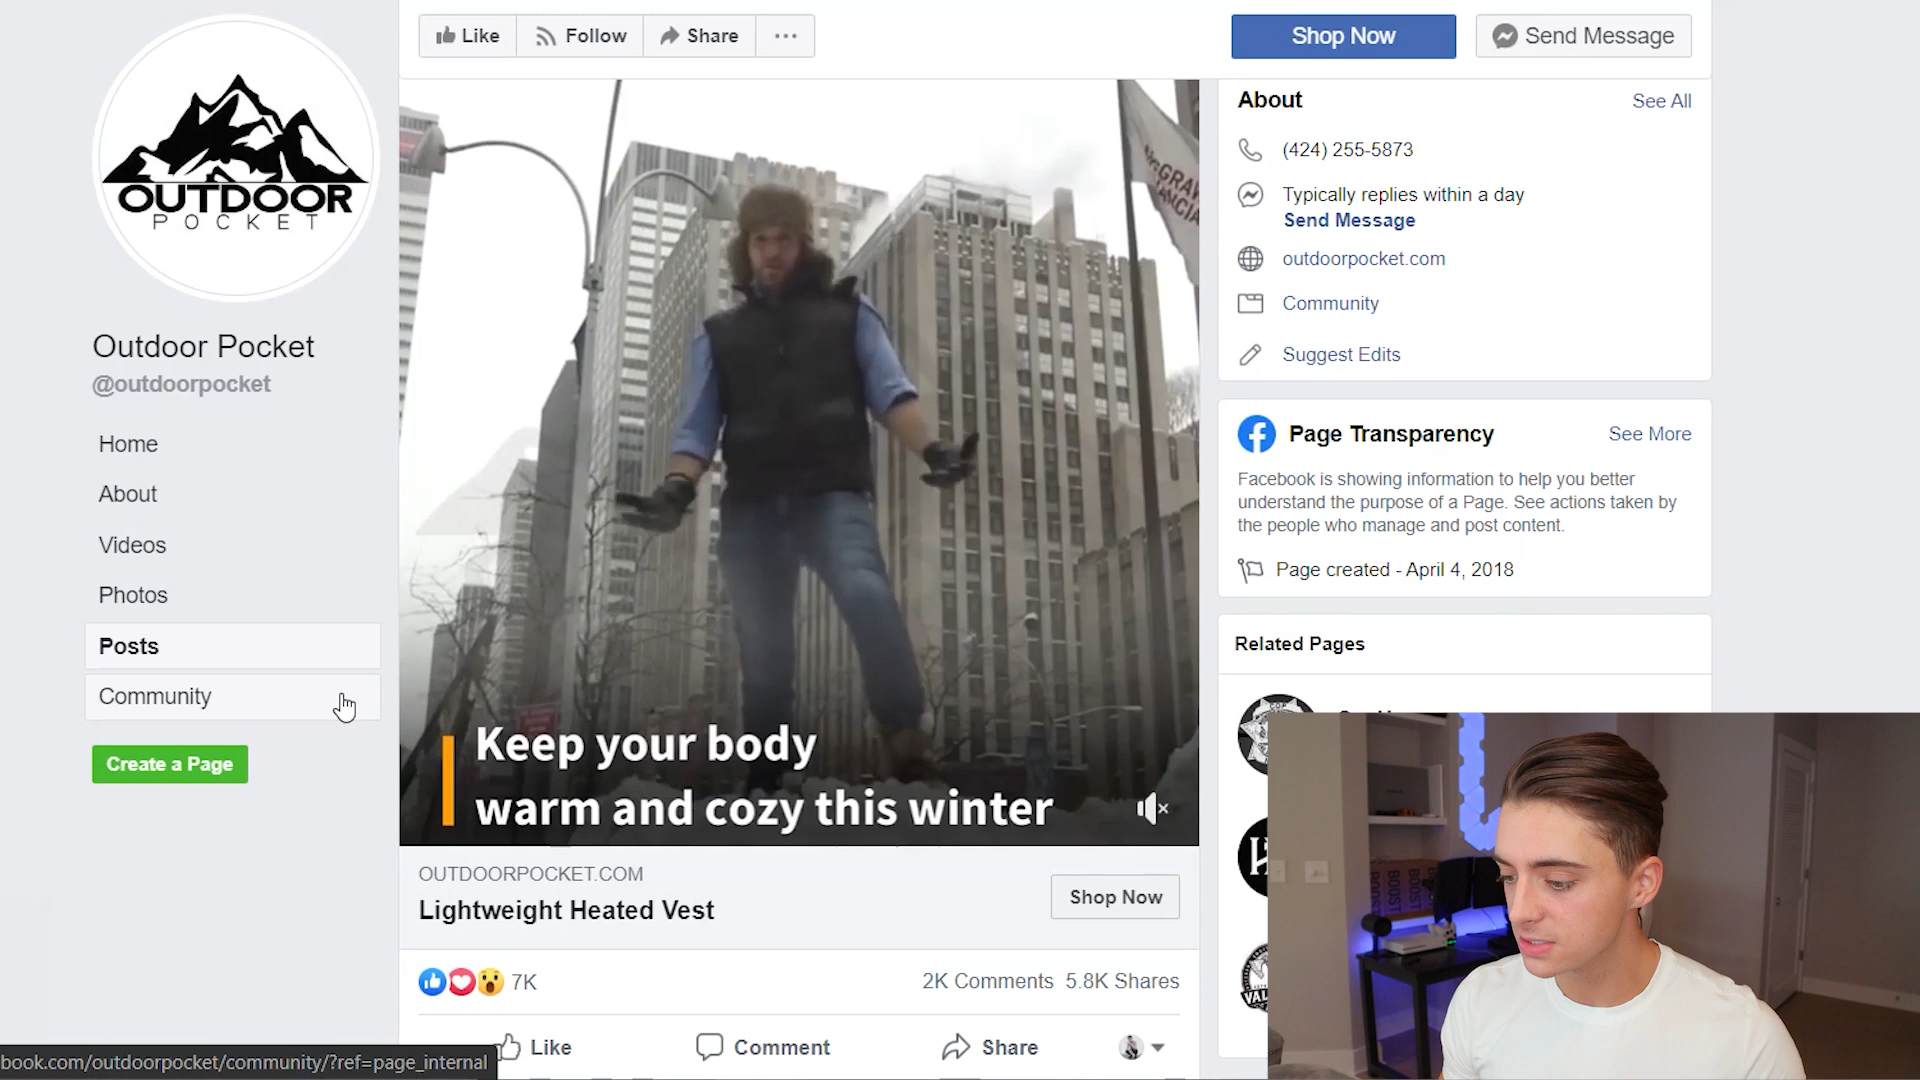 OUTDOOR
POCKET
Outdoor Pocket
@outdoorpocket
Home
About
Videos
Photos
Posts
Community
Create a Page
book.com/outdoorpocket/community/?ref=page_internal
Like
Follow
Share
Shop Now
Send Message
Keep your body
warm and cozy this winter
OUTDOORPOCKET.COM
Lightweight Heated Vest
Shop Now
7K
2K Comments 5.8K Shares
Like
Comment
Share
About
See All
(424) 255-5873
Typically replies within a day
Send Message
outdoorpocket.com
Community
Suggest Edits
Page Transparency
See More
Facebook is showing information to help you better
understand the purpose of a Page. See actions taken by
the people who manage and post content.
Page created - April 4, 2018
Related Pages
BOOST
BOOST